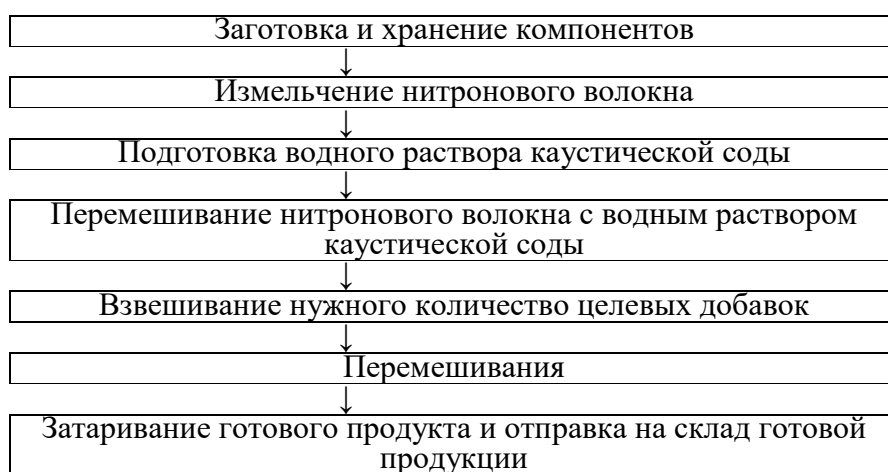 Заготовка и хранение компонентов
↓
Измельчение нитронового волокна
↓
Подготовка водного раствора каустической соды
↓
Перемешивание нитронового волокна с водным раствором
каустической соды
↓
Взвешивание нужного количество целевых добавок
↓
Перемешивания
↓
Затаривание готового продукта и отправка на склад готовой
продукции